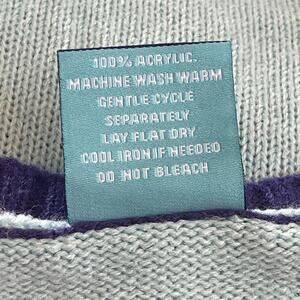 100% ACRYLIC.
MACHINE WASH WARM
GENTLE CYCLE
SEPARATELY
LAY FLAT DRY
COOL IRON IF NEEDED
DO NOT BLEACH